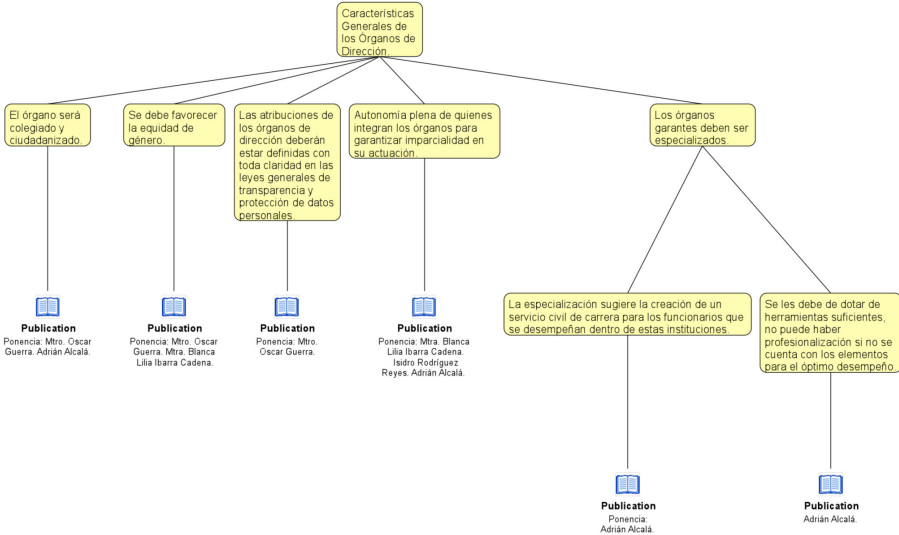 Características
Generales de
los Órganos de
Dirección.
El órgano será
colegiado y
ciudadanizado.
Se debe favorecer
la equidad de
género.
Las atribuciones de
los órganos de
dirección deberán
estar definidas con
toda claridad en las
leyes generales de
transparencia y
protección de datos
personales.
Autonomía plena de quienes
integran los órganos para
garantizar imparcialidad en
su actuación.
Los órganos
garantes deben ser
especializados.
Publication
Ponencia: Mtro. Oscar
Guerra. Adrián Alcalá.
Publication
Ponencia: Mtro. Oscar
Guerra. Mtra. Blanca
Lilia Ibarra Cadena.
Publication
Ponencia: Mtro.
Oscar Guerra.
Publication
Ponencia: Mtra. Blanca
Lilia Ibarra Cadena.
Isidro Rodríguez
Reyes. Adrián Alcalá.
La especialización sugiere la creación de un
servicio civil de carrera para los funcionarios que
se desempeñan dentro de estas instituciones.
Se les debe de dotar de
herramientas suficientes,
no puede haber
profesionalización si no se
cuenta con los elementos
para el óptimo desempeño
Publication
Ponencia:
Adrián Alcalá.
Publication
Adrián Alcalá.